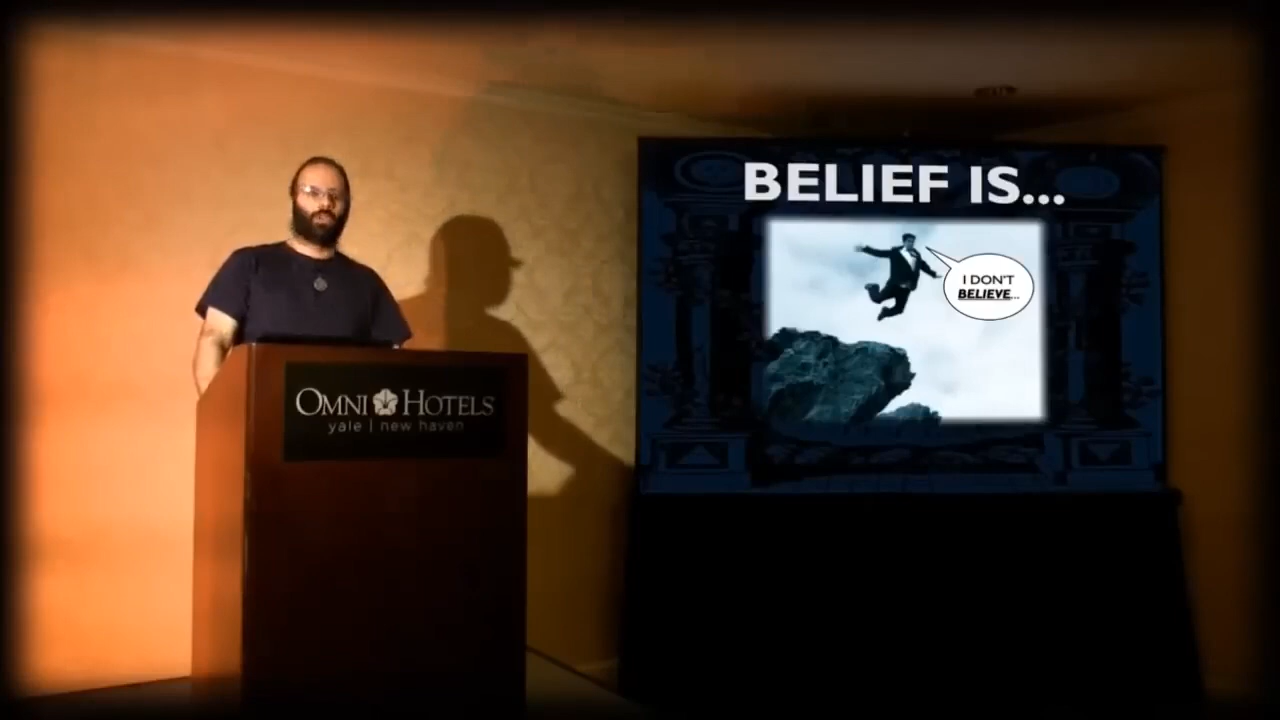 BELIEF IS...
I DON'T
BELIEVE...
OMNI HOTELS
yale | new haven